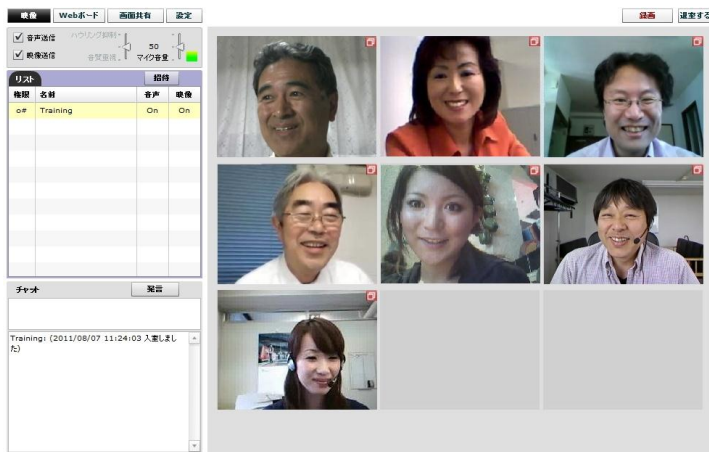 映像 Webボード 画面共有 設定 録画 退室する
音声送信 ハウリング抑制 50
映像送信 音質重視 マイク音量
リスト 招待
権限 名前 音声 映像
o# Training On On
チャット 発言
Training: (2011/08/07 11:24:03 入室しまし
た)